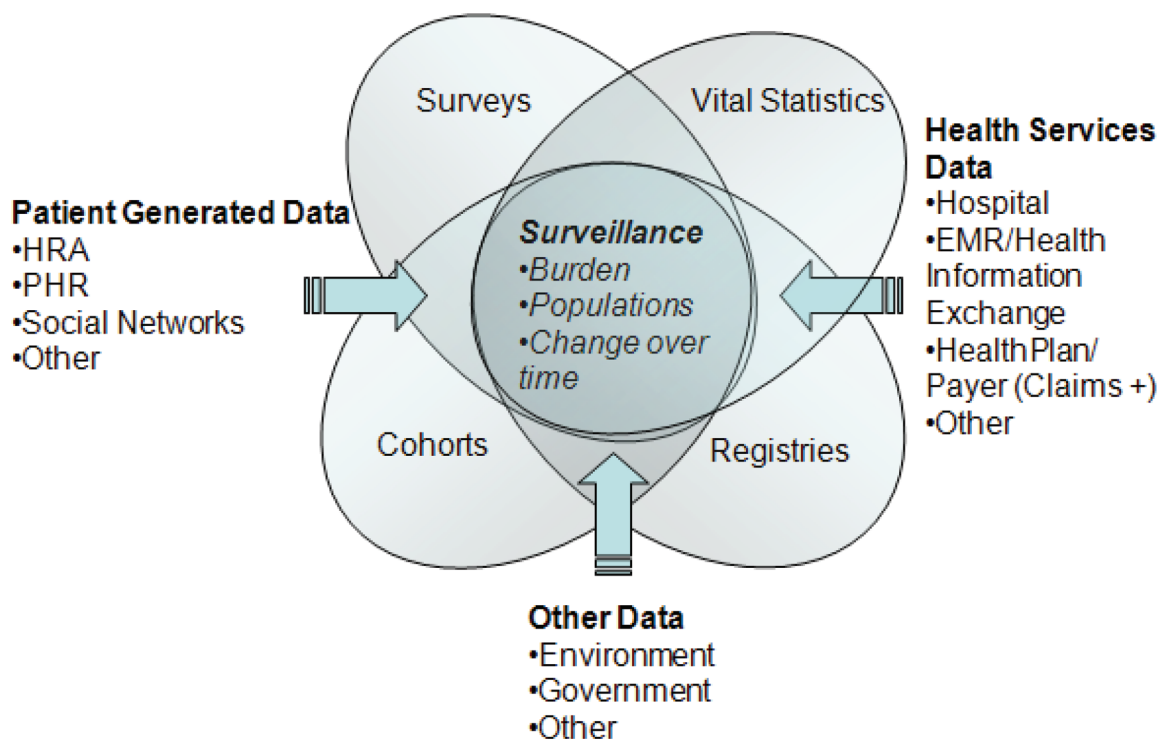 Surveys
Vital Statistics
Patient Generated Data
•HRA
•PHR
•Social Networks
•Other
Surveillance
•Burden
•Populations
•Change over
time
Health Services
Data
•Hospital
•EMR/Health
Information
Exchange
•HealthPlan/
Payer (Claims +)
•Other
Cohorts
Registries
Other Data
•Environment
•Government
•Other